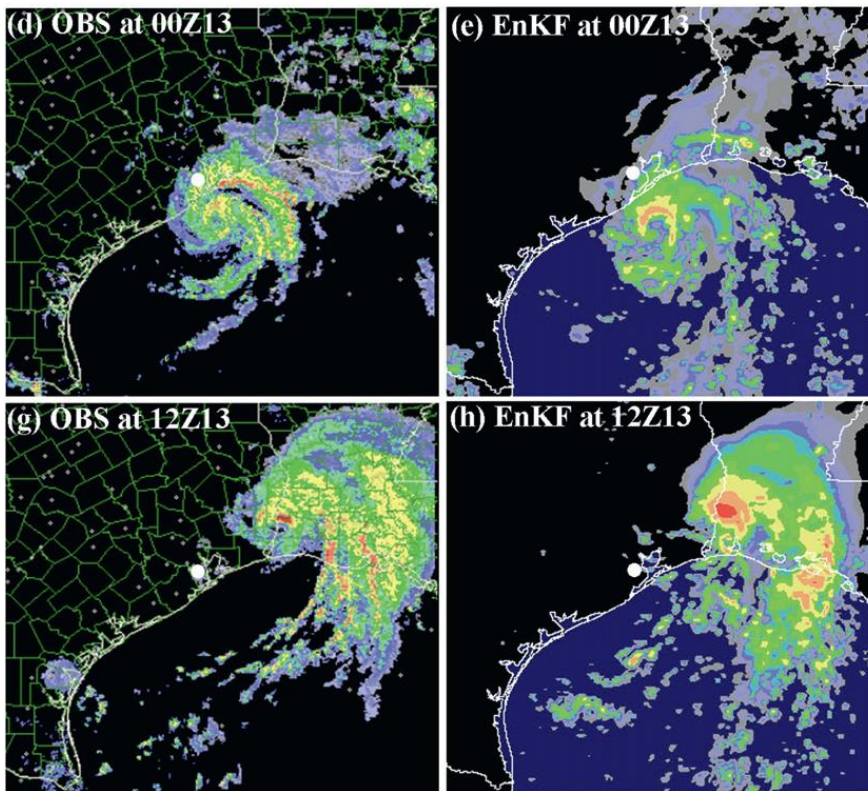 (d) OBS at 00Z13
(e) EnKF at 00Z13
(g) OBS at 12Z13
(h) EnKF at 12Z13